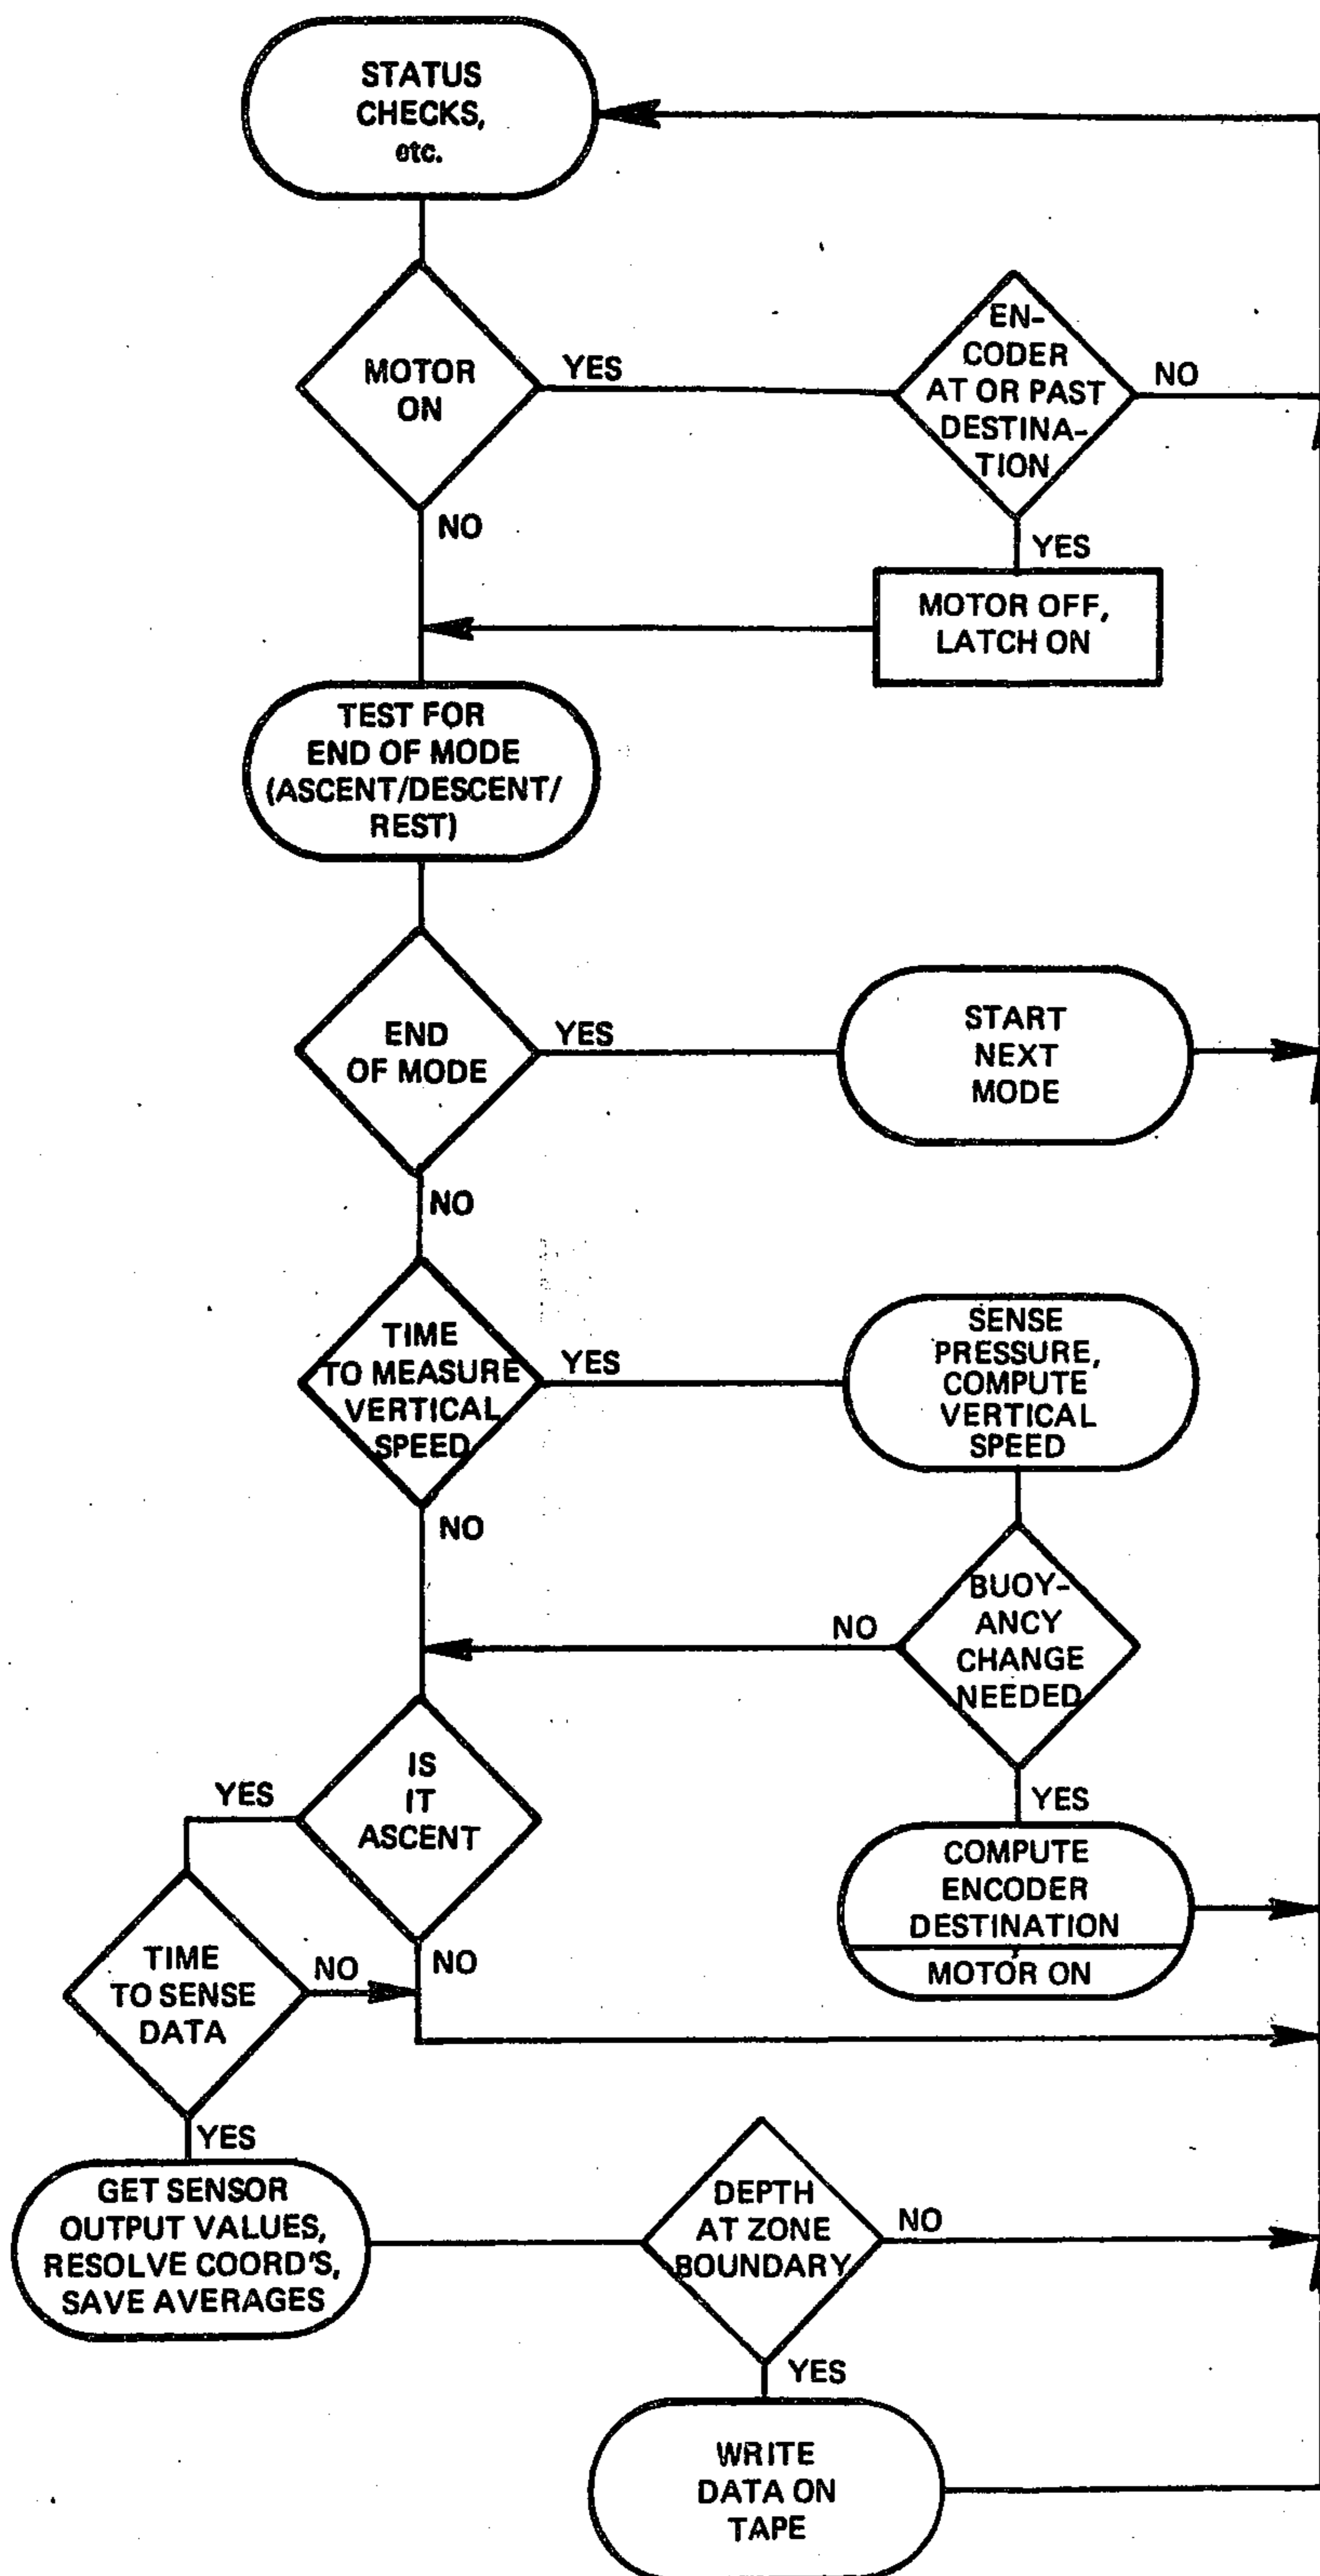 STATUS
CHECKS,
etc.
MOTOR
ON
YES
NO
EN-
CODER
AT OR PAST
DESTINA-
TION
NO
YES
MOTOR OFF,
LATCH ON
TEST FOR
END OF MODE
(ASCENT/DESCENT/
REST)
END
OF MODE
YES
NO
START
NEXT
MODE
TIME
TO MEASURE
VERTICAL
SPEED
YES
NO
SENSE
PRESSURE,
COMPUTE
VERTICAL
SPEED
BUOY-
ANCY
CHANGE
NEEDED
NO
YES
COMPUTE
ENCODER
DESTINATION
MOTOR ON
IS
IT
ASCENT
YES
NO
TIME
TO SENSE
DATA
NO
YES
GET SENSOR
OUTPUT VALUES,
RESOLVE COORD'S,
SAVE AVERAGES
DEPTH
AT ZONE
BOUNDARY
NO
YES
WRITE
DATA ON
TAPE